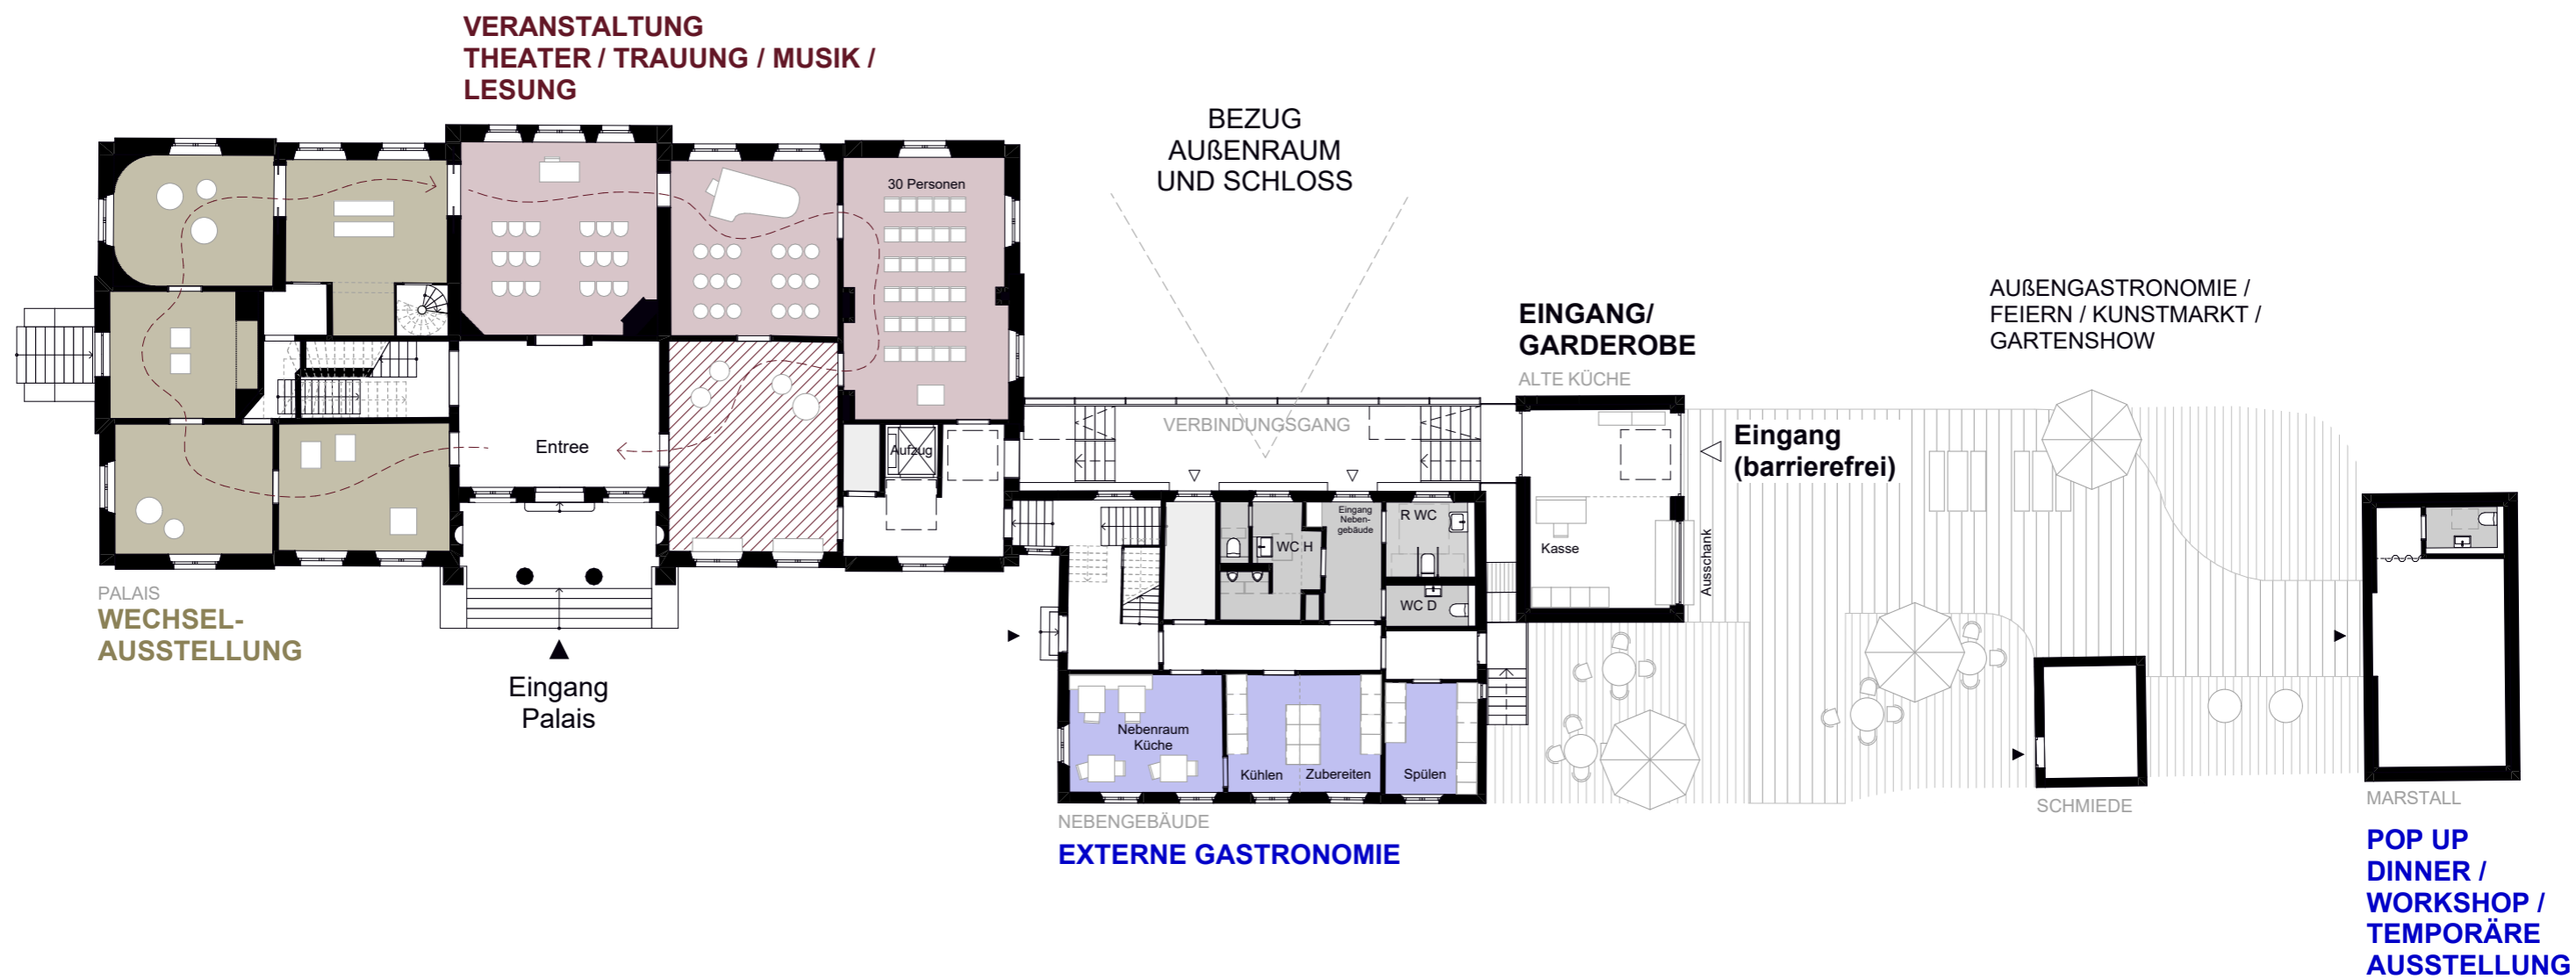 VERANSTALTUNG
THEATER / TRAUUNG / MUSIK /
LESUNG
BEZUG
AUßENRAUM
UND SCHLOSS
30 Personen
AUßENGASTRONOMIE /
FEIERN / KUNSTMARKT /
GARTENSHOW
EINGANG/
GARDEROBE
ALTE KÜCHE
VERBINDUNGSGANG
Eingang
(barrierefrei)
Entree
Aufzug
Eingang
Neben-
gebäude
R WC
WC H
Kasse
Ausschank
WC D
PALAIS
WECHSEL-
AUSSTELLUNG
Eingang
Palais
Nebenraum
Küche
Kühlen
Zubereiten
Spülen
NEBENGEBÄUDE
EXTERNE GASTRONOMIE
SCHMIEDE
MARSTALL
POP UP
DINNER /
WORKSHOP /
TEMPORÄRE
AUSSTELLUNG